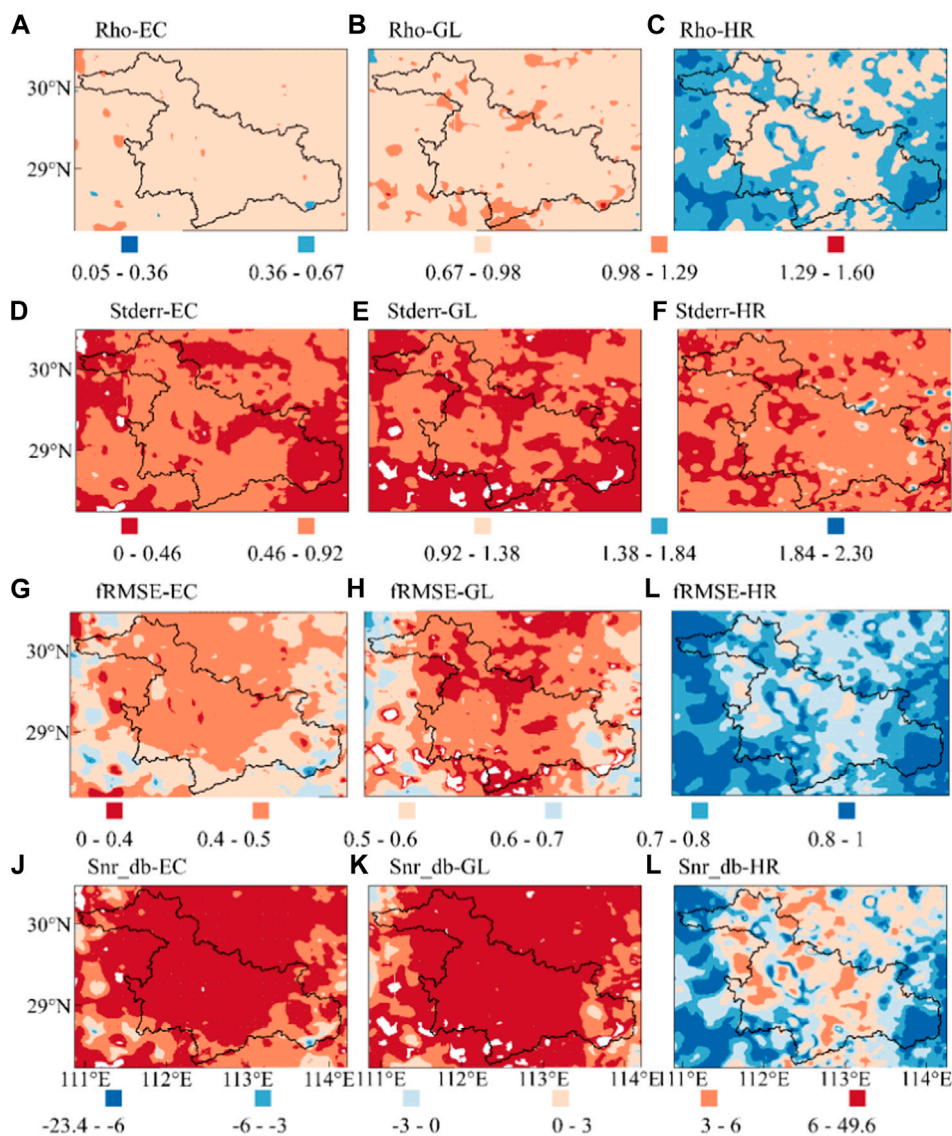 A Rho-EC B Rho-GL C Rho-HR
30°N
29°N
0.05 - 0.36 0.36 - 0.67 0.67 - 0.98 0.98 - 1.29 1.29 - 1.60
D Stderr-EC E Stderr-GL F Stderr-HR
30°N
29°N
0 - 0.46 0.46 - 0.92 0.92 - 1.38 1.38 - 1.84 1.84 - 2.30
G fRMSE-EC H fRMSE-GL L fRMSE-HR
30°N
29°N
0 - 0.4 0.4 - 0.5 0.5 - 0.6 0.6 - 0.7 0.7 - 0.8 0.8 - 1
J Snr_db-EC K Snr_db-GL L Snr_db-HR
30°N
29°N
111°E 112°E 113°E 114°E 111°E 112°E 113°E 114°E 111°E 112°E 113°E 114°E
-23.4 - -6 -6 - -3 -3 - 0 0 - 3 3 - 6 6 - 49.6